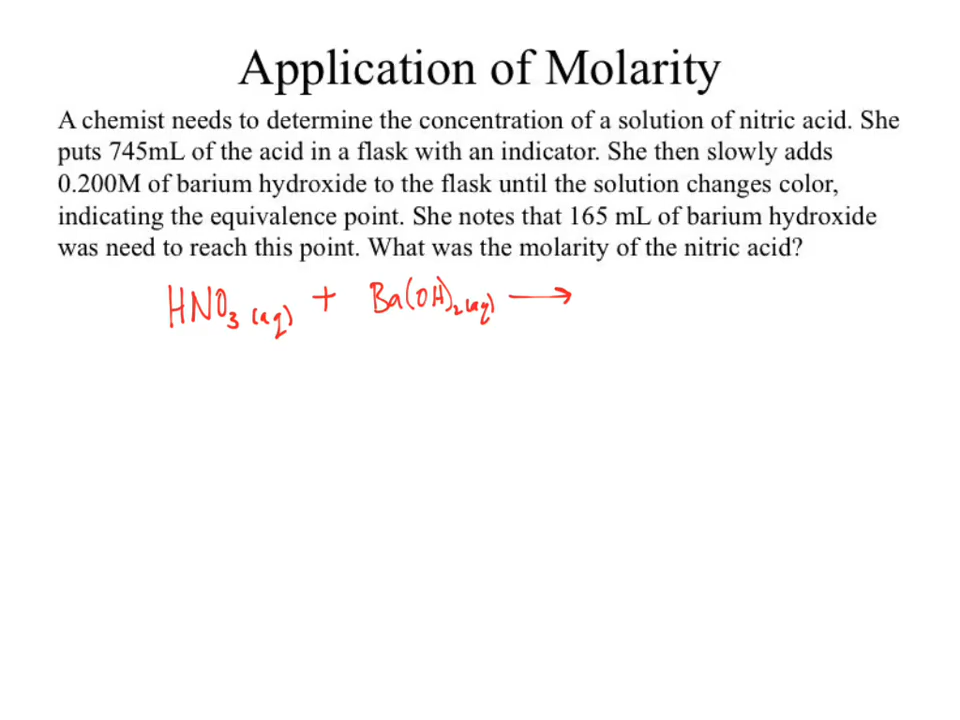 Application of Molarity
A chemist needs to determine the concentration of a solution of nitric acid. She
puts 745mL of the acid in a flask with an indicator. She then slowly adds
0.200M of barium hydroxide to the flask until the solution changes color,
indicating the equivalence point. She notes that 165 mL of barium hydroxide
was need to reach this point. What was the molarity of the nitric acid?
HNO₃ (aq) + Ba(OH)₂(aq) ⟶